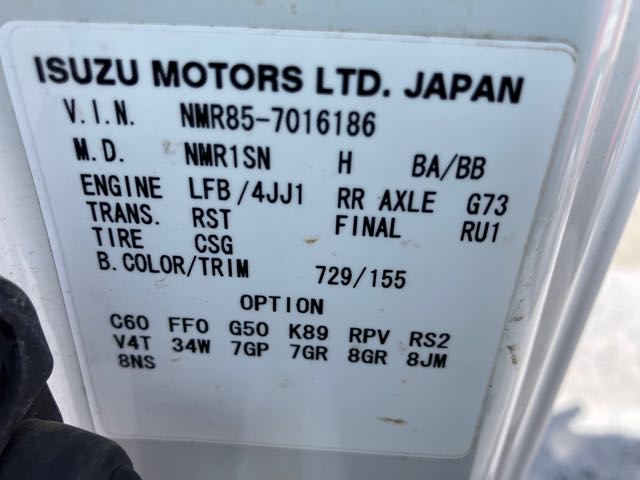 ISUZU MOTORS LTD. JAPAN
V.I.N. NMR85-7016186
M.D. NMR1SN H BA/BB
ENGINE LFB/4JJ1 RR AXLE G73
TRANS. RST FINAL RU1
TIRE CSG
B.COLOR/TRIM 729/155
OPTION
C60 FF0 G50 K89 RPV RS2
V4T 34W 7GP 7GR 8GR 8JM
8NS